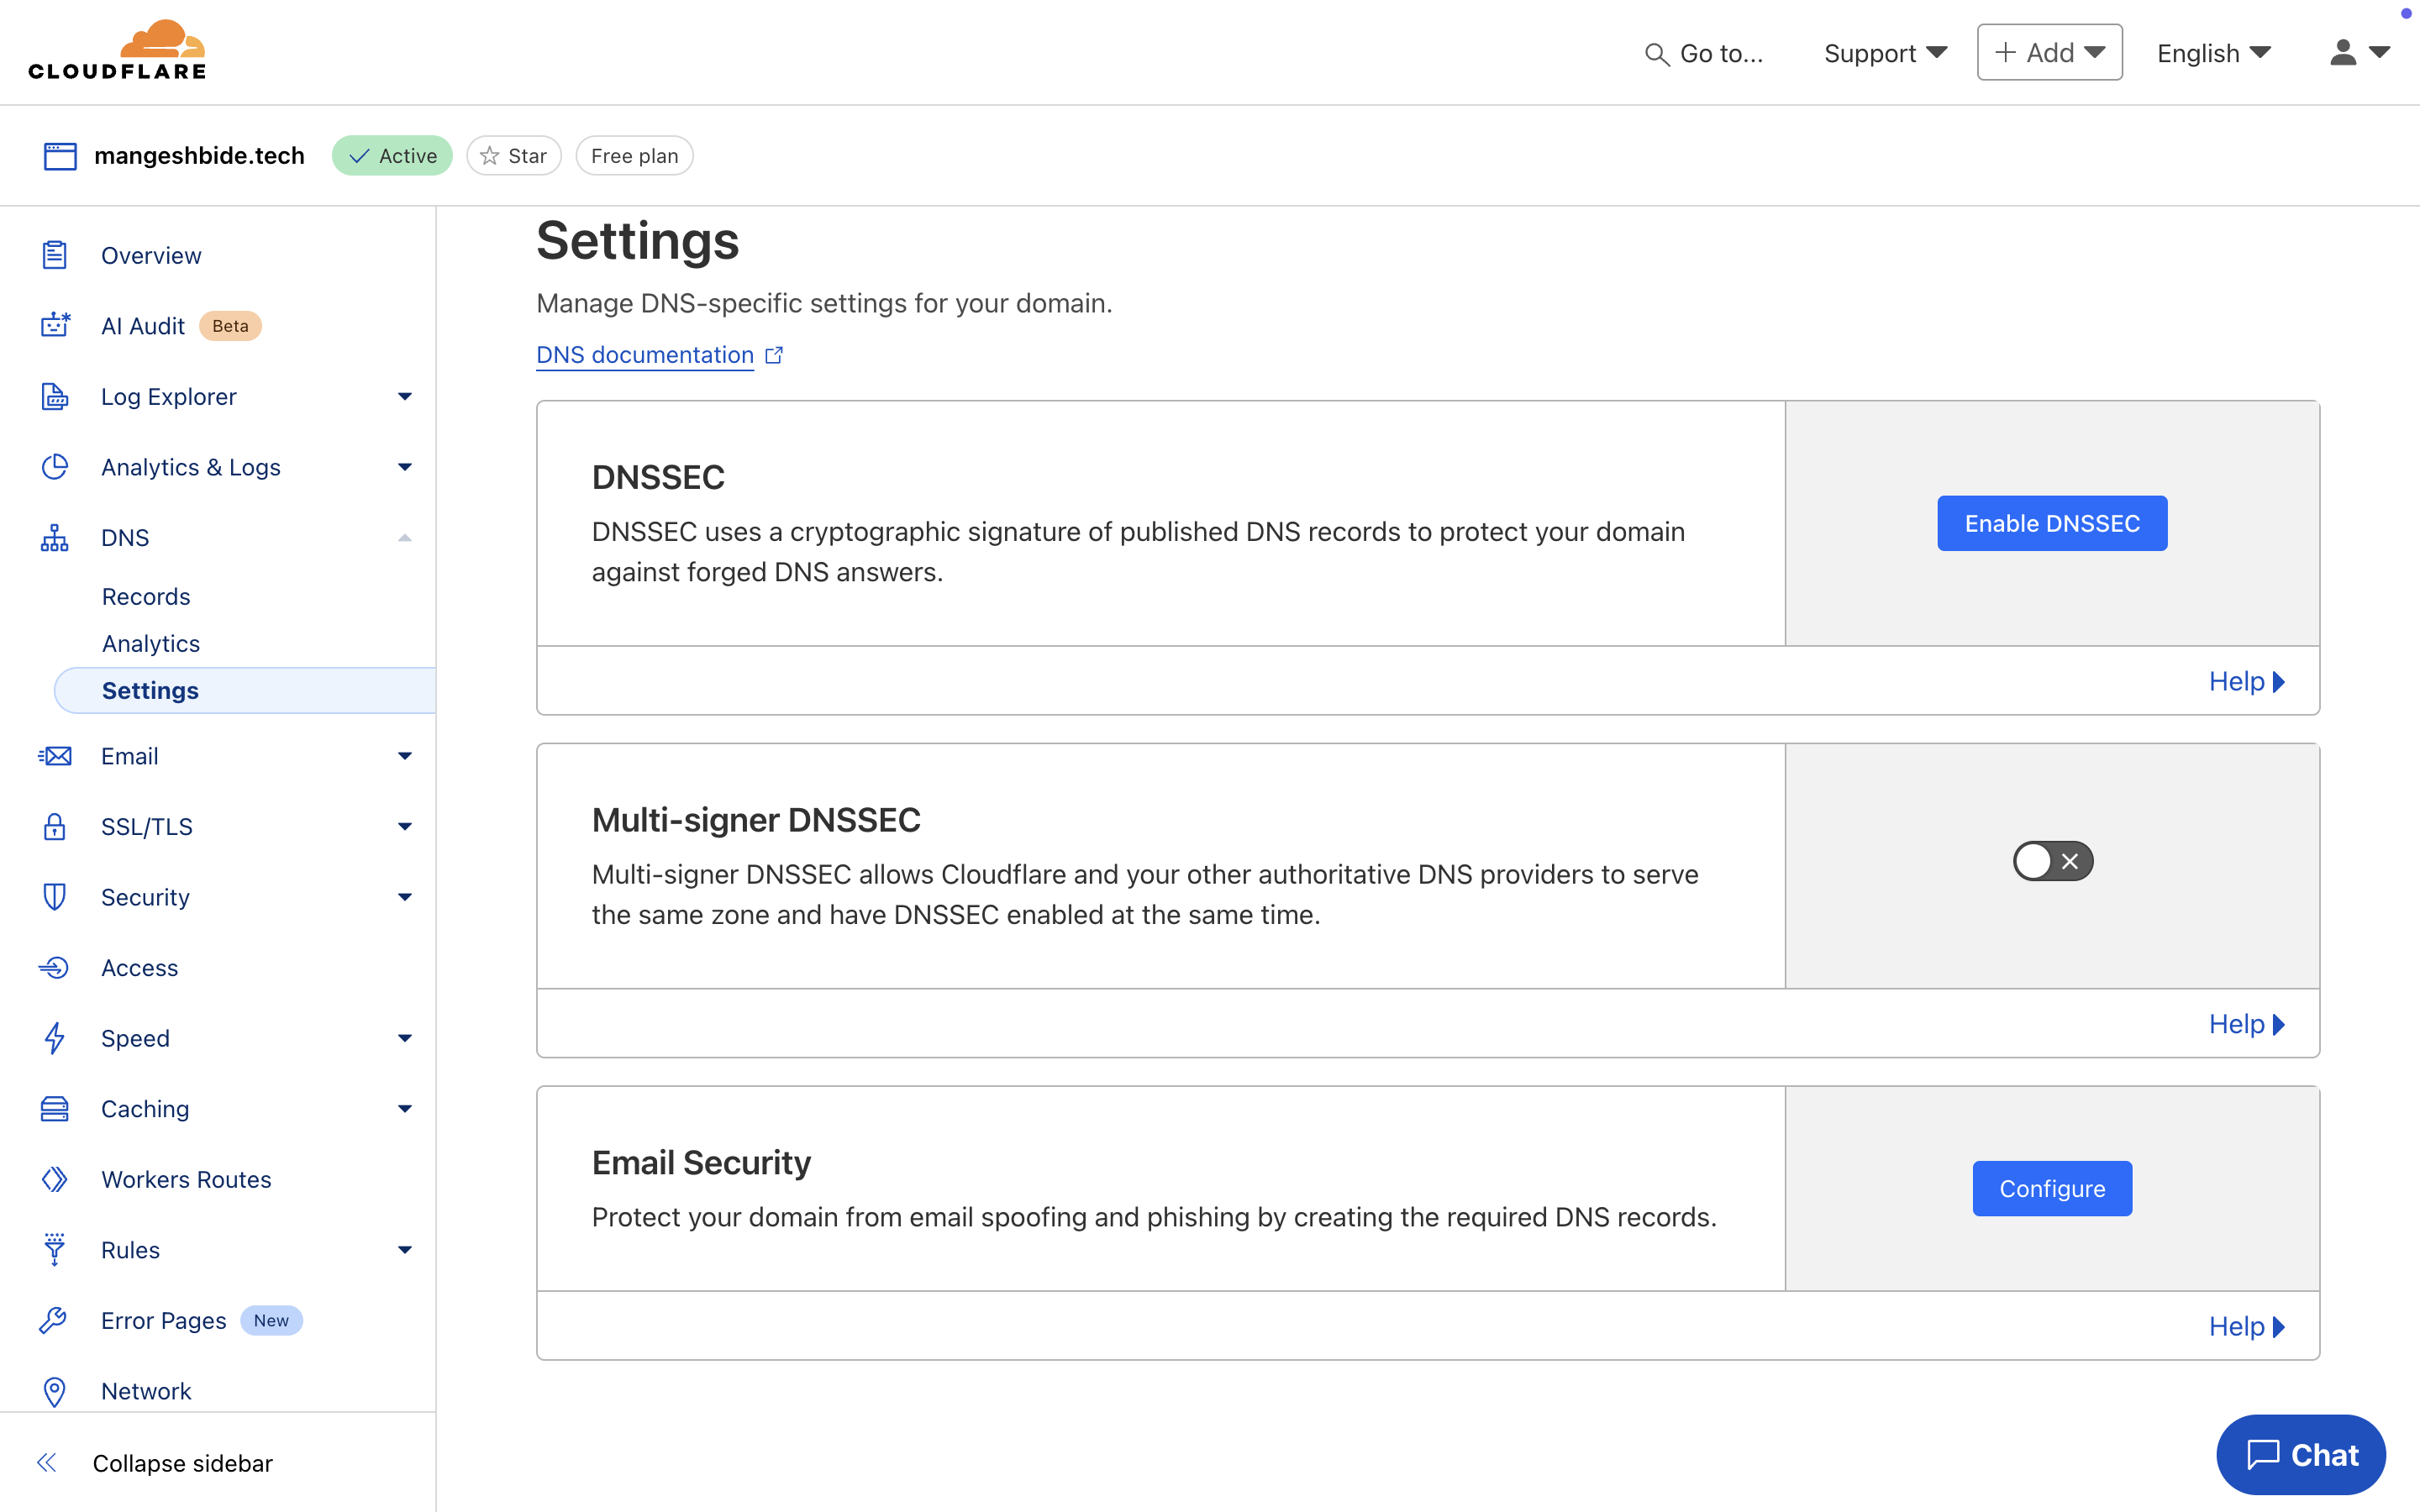 CLOUDFLARE
Go to...
Support
Add
English
mangeshbide.tech
Active
Star
Free plan
Overview
AI Audit Beta
Log Explorer
Analytics & Logs
DNS
Records
Analytics
Settings
Email
SSL/TLS
Security
Access
Speed
Caching
Workers Routes
Rules
Error Pages New
Network
Collapse sidebar
Settings
Manage DNS-specific settings for your domain.
DNS documentation
DNSSEC
DNSSEC uses a cryptographic signature of published DNS records to protect your domain
against forged DNS answers.
Enable DNSSEC
Help
Multi-signer DNSSEC
Multi-signer DNSSEC allows Cloudflare and your other authoritative DNS providers to serve
the same zone and have DNSSEC enabled at the same time.
Help
Email Security
Protect your domain from email spoofing and phishing by creating the required DNS records.
Configure
Help
Chat